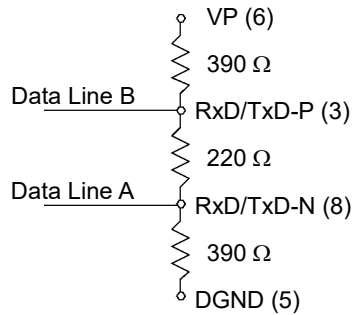 VP (6)
390 Ω
Data Line B
RxD/TxD-P (3)
220 Ω
Data Line A
RxD/TxD-N (8)
390 Ω
DGND (5)